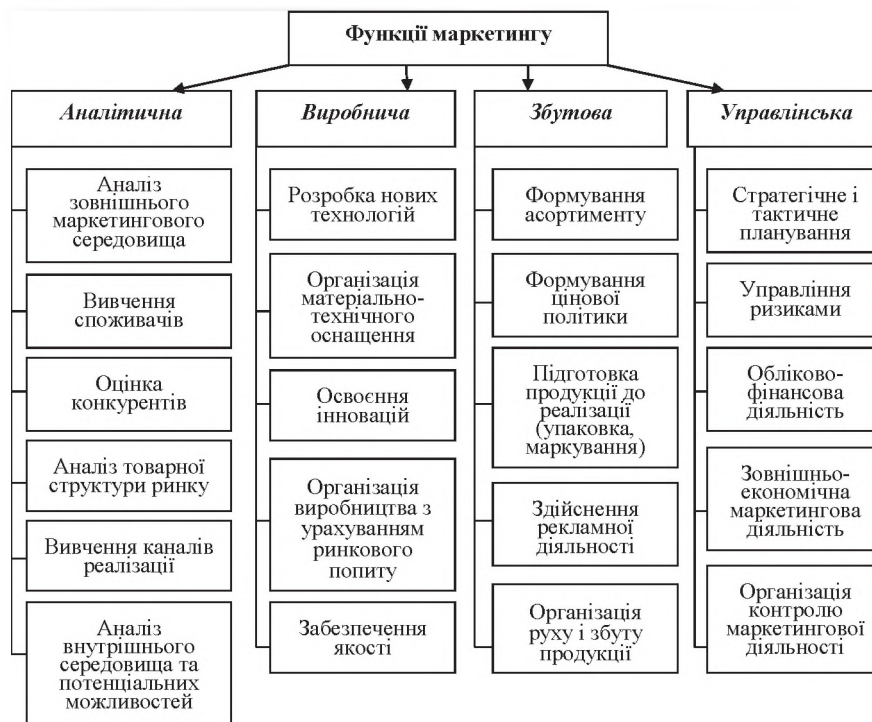 Функції маркетингу
Аналітична
Аналіз
зовнішнього
маркетингового
середовища
Вивчення
споживачів
Оцінка
конкурентів
Аналіз товарної
структури ринку
Вивчення каналів
реалізації
Аналіз
внутрішнього
середовища та
потенціальних
можливостей
Виробнича
Розробка нових
технологій
Організація
матеріально-
технічного
оснащення
Освоєння
інновацій
Організація
виробництва з
урахуванням
ринкового
попиту
Забезпечення
якості
Збутова
Формування
асортименту
Формування
цінової
політики
Підготовка
продукції до
реалізації
(упаковка,
маркування)
Здійснення
рекламної
діяльності
Організація
руху і збуту
продукції
Управлінська
Стратегічне і
тактичне
планування
Управління
ризиками
Обліково-
фінансова
діяльність
Зовнішньо-
економічна
маркетингова
діяльність
Організація
контролю
маркетингової
діяльності